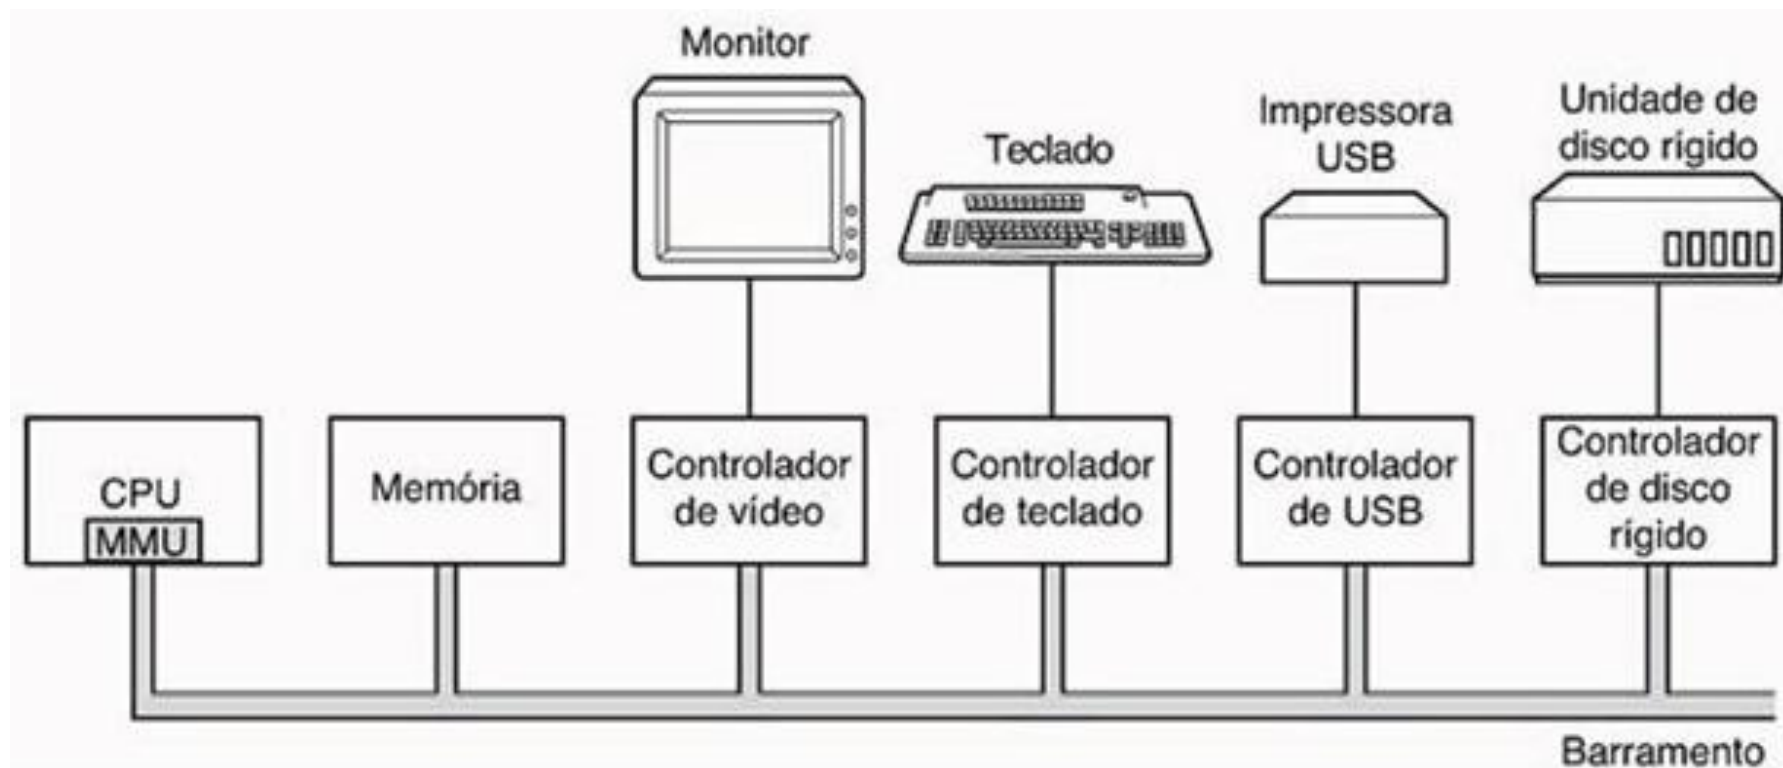 Monitor
Teclado
Impressora
USB
Unidade de
disco rígido
CPU
MMU
Memória
Controlador
de vídeo
Controlador
de teclado
Controlador
de USB
Controlador
de disco
rígido
Barramento